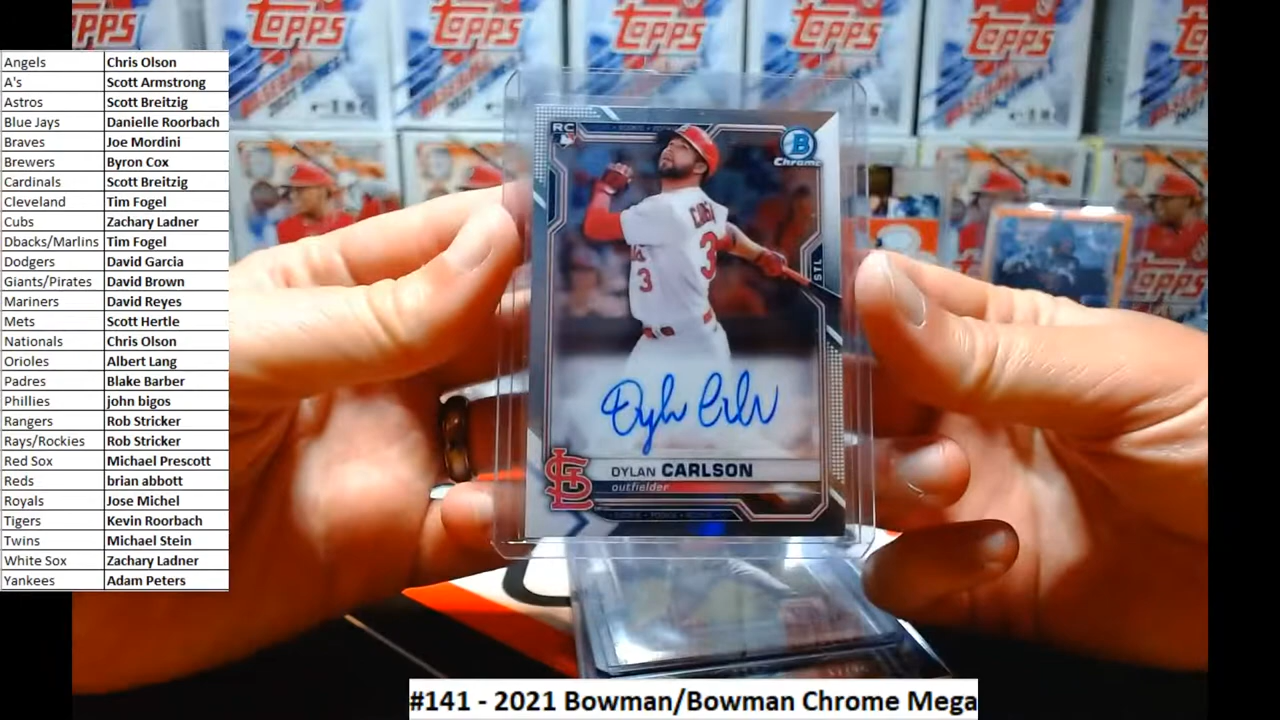 TOPPS
TOPPS
TOPPS
TOPPS
Angels Chris Olson
A's Scott Armstrong
Astros Scott Breitzig
Blue Jays Danielle Roorbach
Braves Joe Mordini
Brewers Byron Cox
Cardinals Scott Breitzig
Cleveland Tim Fogel
Cubs Zachary Ladner
Dbacks/Marlins Tim Fogel
Dodgers David Garcia
Giants/Pirates David Brown
Mariners David Reyes
Mets Scott Hertle
Nationals Chris Olson
Orioles Albert Lang
Padres Blake Barber
Phillies john bigos
Rangers Rob Stricker
Rays/Rockies Rob Stricker
Red Sox Michael Prescott
Reds brian abbott
Royals Jose Michel
Tigers Kevin Roorbach
Twins Michael Stein
White Sox Zachary Ladner
Yankees Adam Peters
RC
B
Chrome
STL
3
3
TOPPS
DYLAN CARLSON
outfielder
#141 - 2021 Bowman/Bowman Chrome Mega